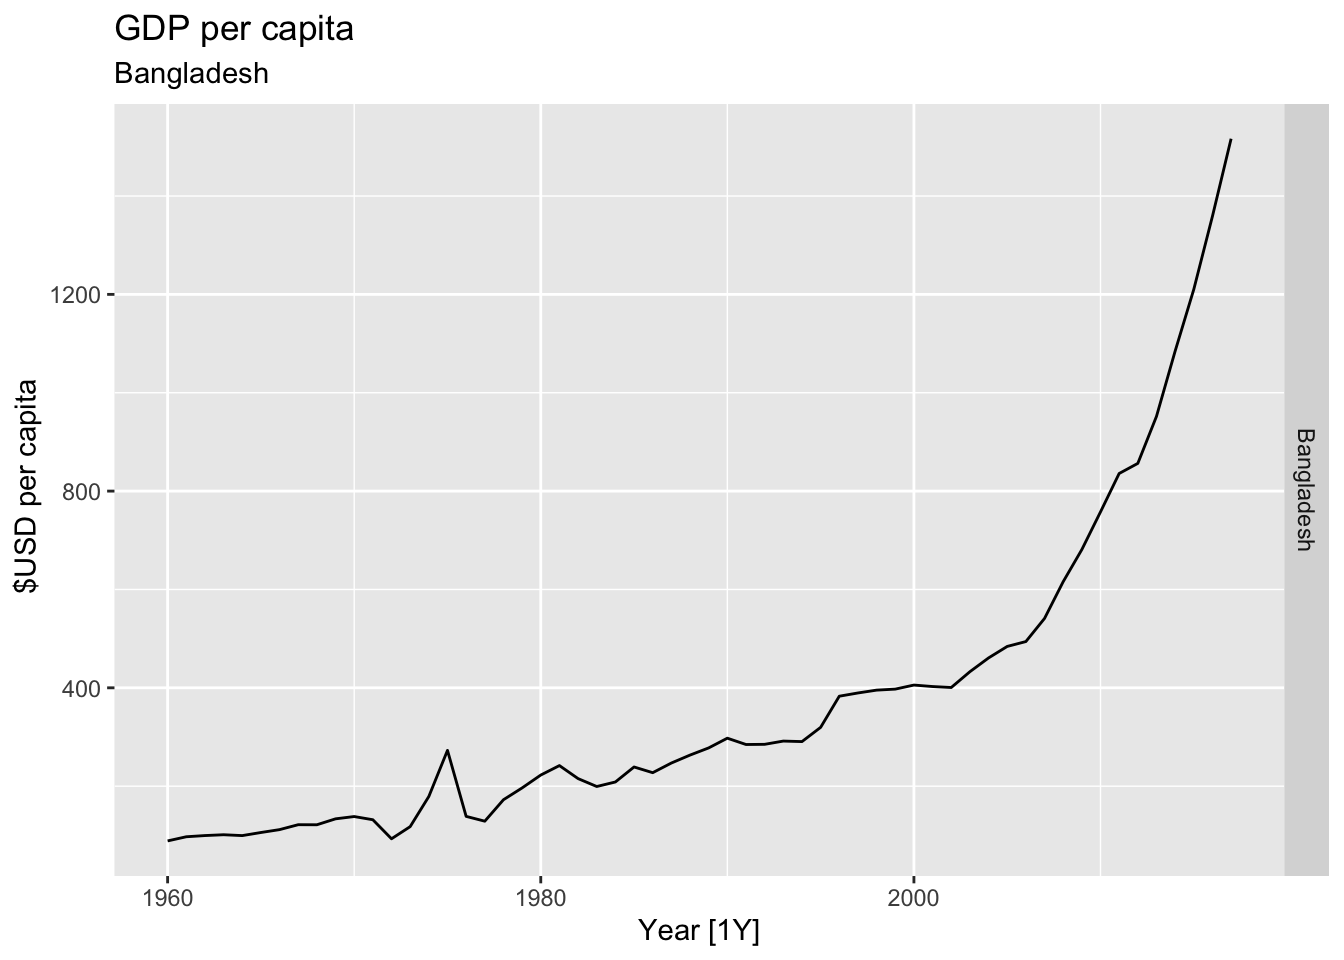 GDP per capita
Bangladesh
1200
800
400
$USD per capita
Bangladesh
1960
1980
2000
Year [1Y]